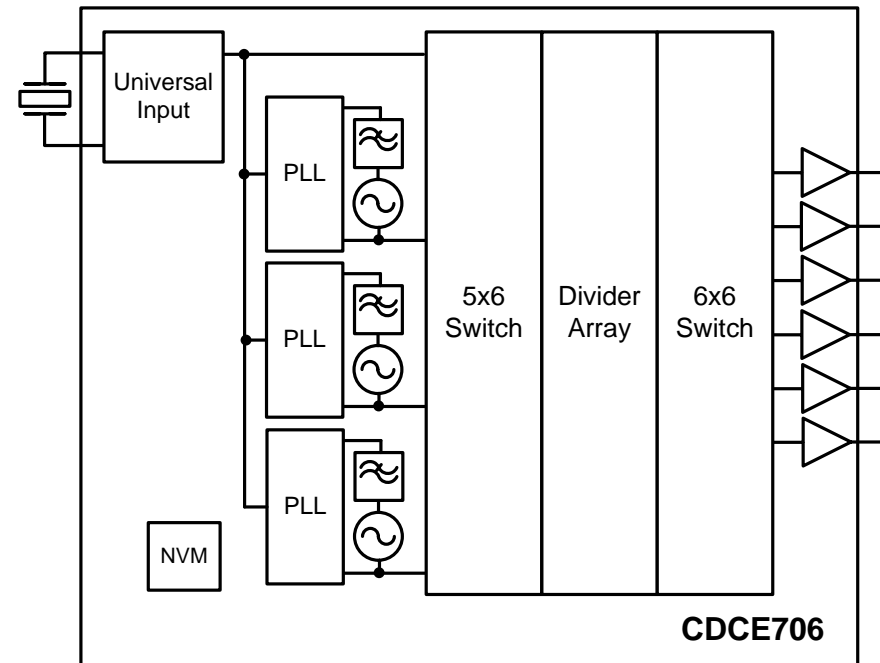 Universal
Input
PLL
PLL
PLL
NVM
5x6
Switch
Divider
Array
6x6
Switch
CDCE706